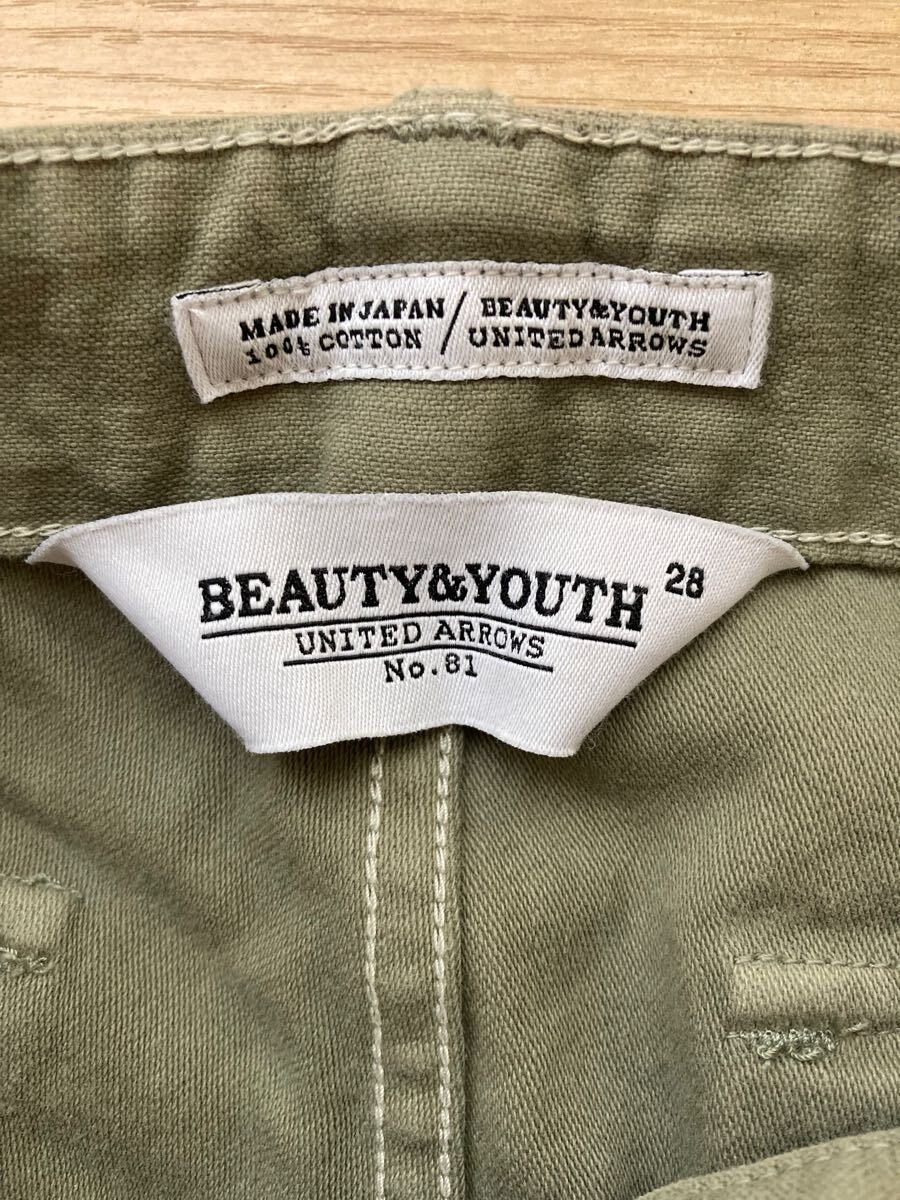 MADE IN JAPAN / BEAUTY&YOUTH
100% COTTON / UNITED ARROWS
BEAUTY&YOUTH 28
UNITED ARROWS
No.81